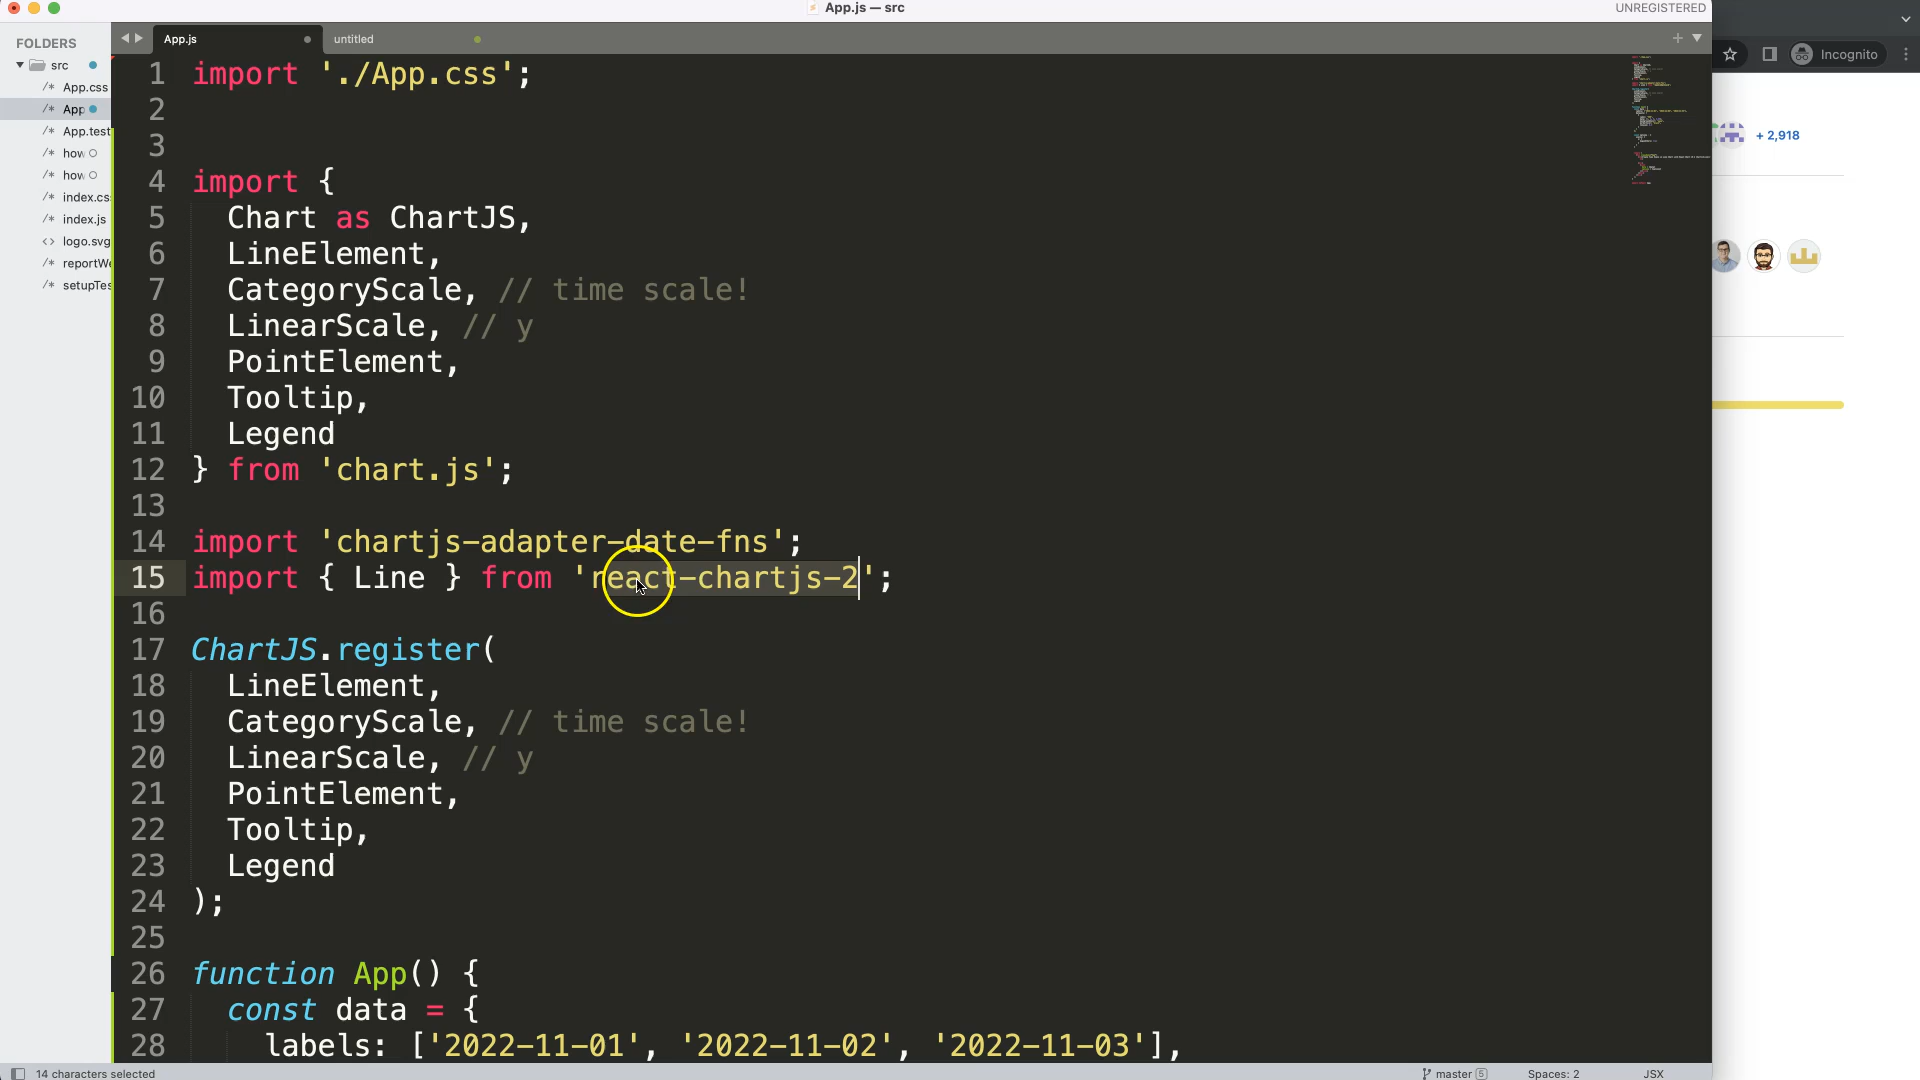 App.js — src
UNREGISTERED
FOLDERS
src
App.css
App
App.test
how
how
index.cs
index.js
logo.svg
reportWe
setupTes
App.js
untitled
Incognito
+ 2,918
1 import './App.css';
2
3
4 import {
5 Chart as ChartJS,
6 LineElement,
7 CategoryScale, // time scale!
8 LinearScale, // y
9 PointElement,
10 Tooltip,
11 Legend
12 } from 'chart.js';
13
14 import 'chartjs-adapter-date-fns';
15 import { Line } from 'react-chartjs-2';
16
17 ChartJS.register(
18 LineElement,
19 CategoryScale, // time scale!
20 LinearScale, // y
21 PointElement,
22 Tooltip,
23 Legend
24 );
25
26 function App() {
27 const data = {
28 labels: ['2022-11-01', '2022-11-02', '2022-11-03'],
14 characters selected
master 5
Spaces: 2
JSX